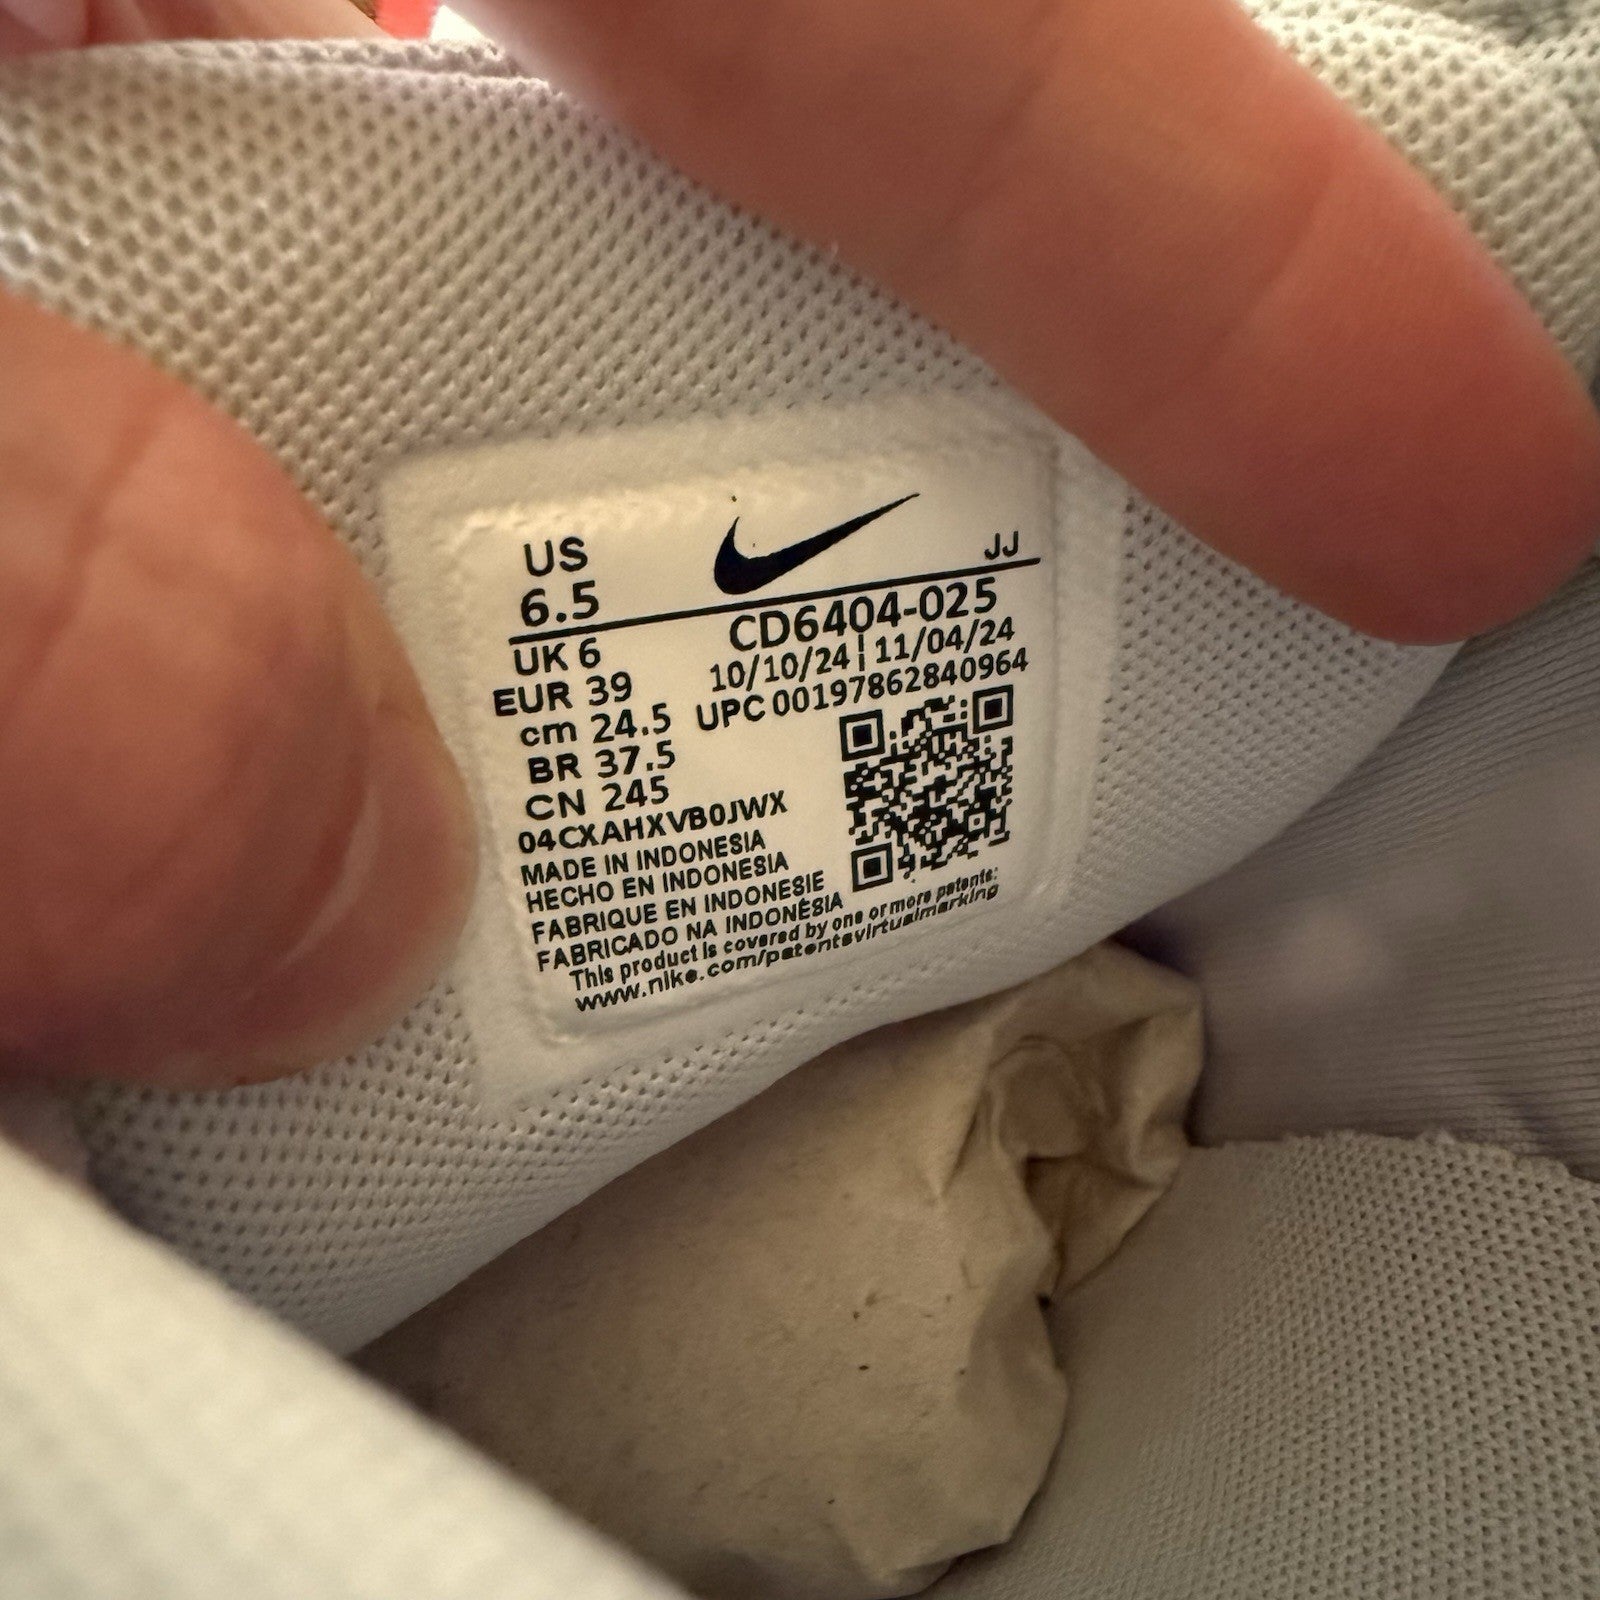 US
6.5
JJ
UK 6
EUR 39
cm 24.5
BR 37.5
CN 245
CD6404-025
10/10/24 | 11/04/24
UPC 00197862840964
04CXAHXVB0JWX
MADE IN INDONESIA
HECHO EN INDONESIA
FABRIQUE EN INDONESIE
FABRICADO NA INDONÉSIA
This product is covered by one or more patents:
www.nike.com/patentsvirtualmarking